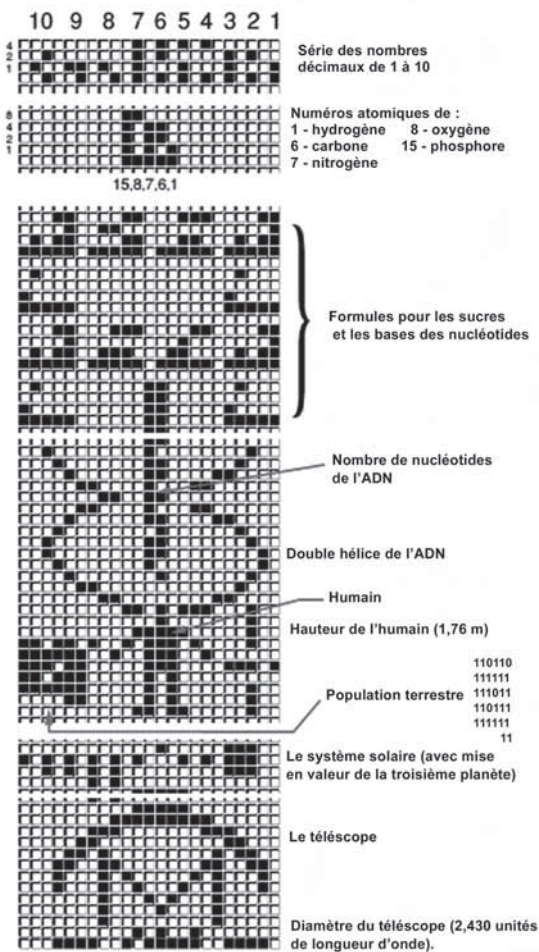 10 9 8 7 6 5 4 3 2 1
4
2
1
Série des nombres
décimaux de 1 à 10
8
4
2
1
Numéros atomiques de :
1 - hydrogène 8 - oxygène
6 - carbone 15 - phosphore
7 - nitrogène
15,8,7,6,1
Formules pour les sucres
et les bases des nucléotides
Nombre de nucléotides
de l'ADN
Double hélice de l'ADN
Humain
Hauteur de l'humain (1,76 m)
Population terrestre
110110
111111
111011
110111
111111
11
Le système solaire (avec mise
en valeur de la troisième planète)
Le téléscope
Diamètre du téléscope (2,430 unités
de longueur d'onde).